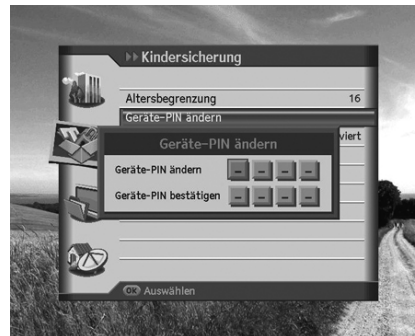 Kindersicherung
Altersbegrenzung 16
Geräte-PIN ändern
viert
Geräte-PIN ändern
Geräte-PIN ändern - - - -
Geräte-PIN bestätigen - - - -
OK Auswählen